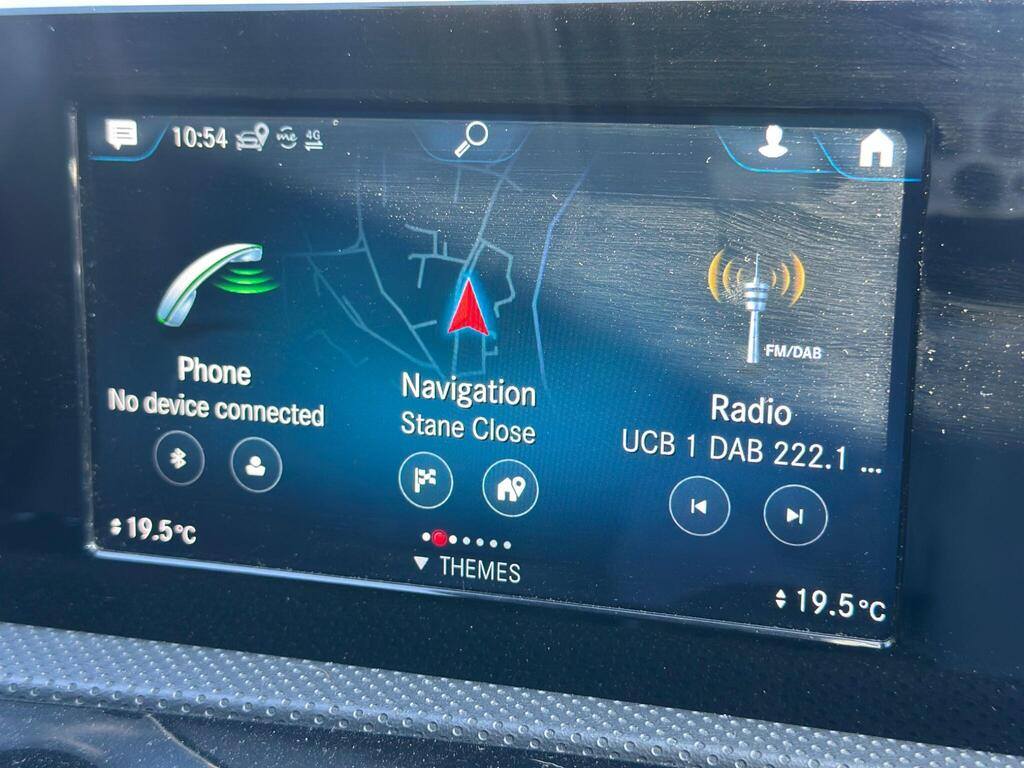 10:54
me
4G
FM/DAB
Phone
No device connected
Navigation
Stane Close
Radio
UCB 1 DAB 222.1 ...
19.5°C
THEMES
19.5°C